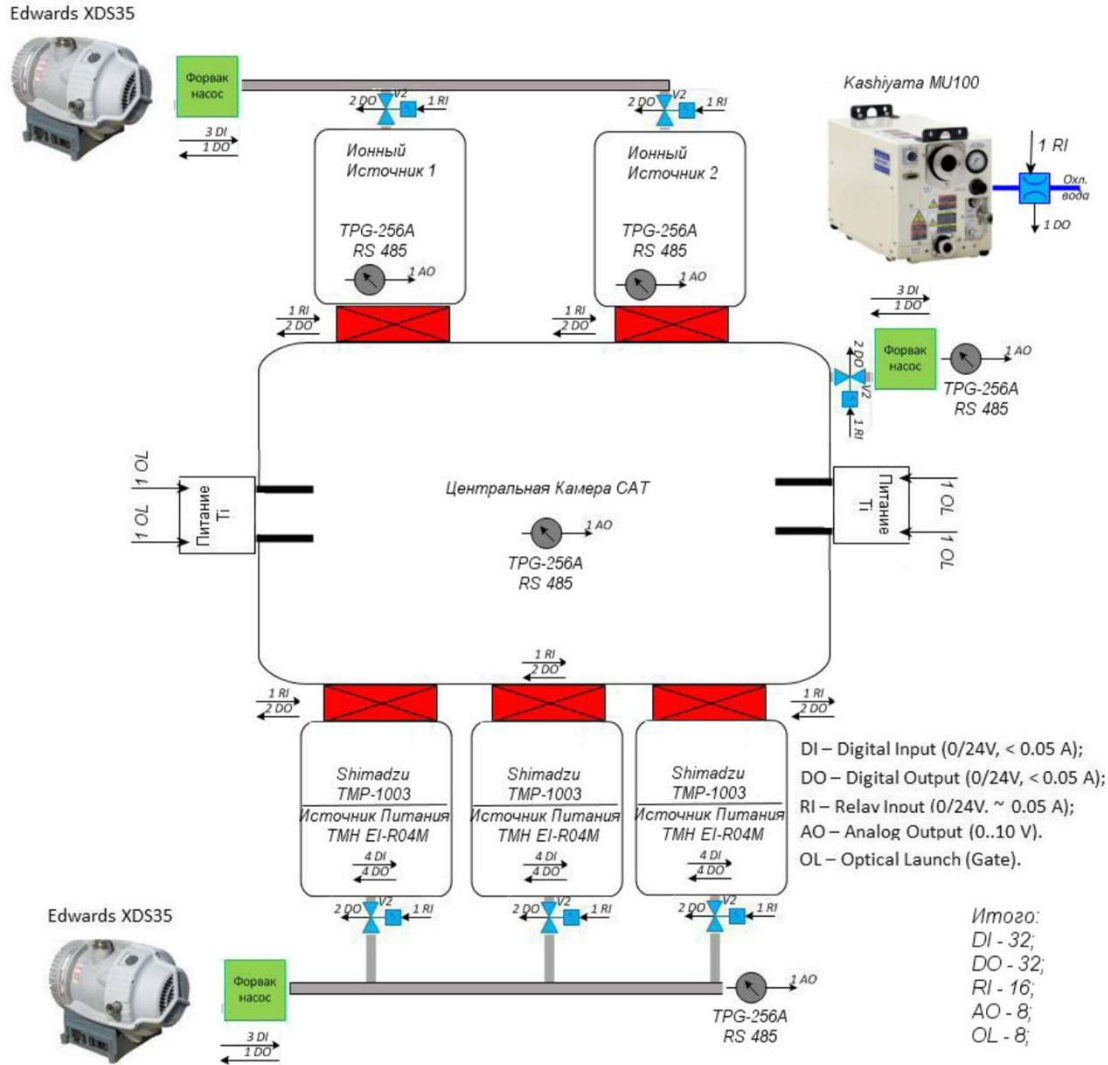 Edwards XDS35
Форвак
насос
3 DI
1 DO
2 DO
V2
1 RI
2 DO
V2
1 RI
Kashiyama MU100
1 RI
Охл.
вода
1 DO
Ионный
Источник 1
TPG-256A
RS 485
1 AO
Ионный
Источник 2
TPG-256A
RS 485
1 AO
1 RI
2 DO
1 RI
2 DO
3 DI
1 DO
Форвак
насос
1 AO
TPG-256A
RS 485
2 DO
V2
1 RI
1 OL
1 OL
Питание
Ti
Центральная Камера САТ
1 AO
TPG-256A
RS 485
Питание
Ti
1 OL
1 OL
1 RI
2 DO
1 RI
2 DO
1 RI
2 DO
Shimadzu
TMP-1003
Источник Питания
TMH EI-R04M
4 DI
4 DO
Shimadzu
TMP-1003
Источник Питания
TMH EI-R04M
4 DI
4 DO
Shimadzu
TMP-1003
Источник Питания
TMH EI-R04M
4 DI
4 DO
2 DO
V2
1 RI
2 DO
V2
1 RI
2 DO
V2
1 RI
DI – Digital Input (0/24V, < 0.05 A);
DO – Digital Output (0/24V, < 0.05 A);
RI – Relav Input (0/24V. ~ 0.05 A);
AO – Analog Output (0..10 V).
OL – Optical Launch (Gate).
Edwards XDS35
Форвак
насос
3 DI
1 DO
1 AO
TPG-256A
RS 485
Итого:
DI - 32;
DO - 32;
RI - 16;
AO - 8;
OL - 8;